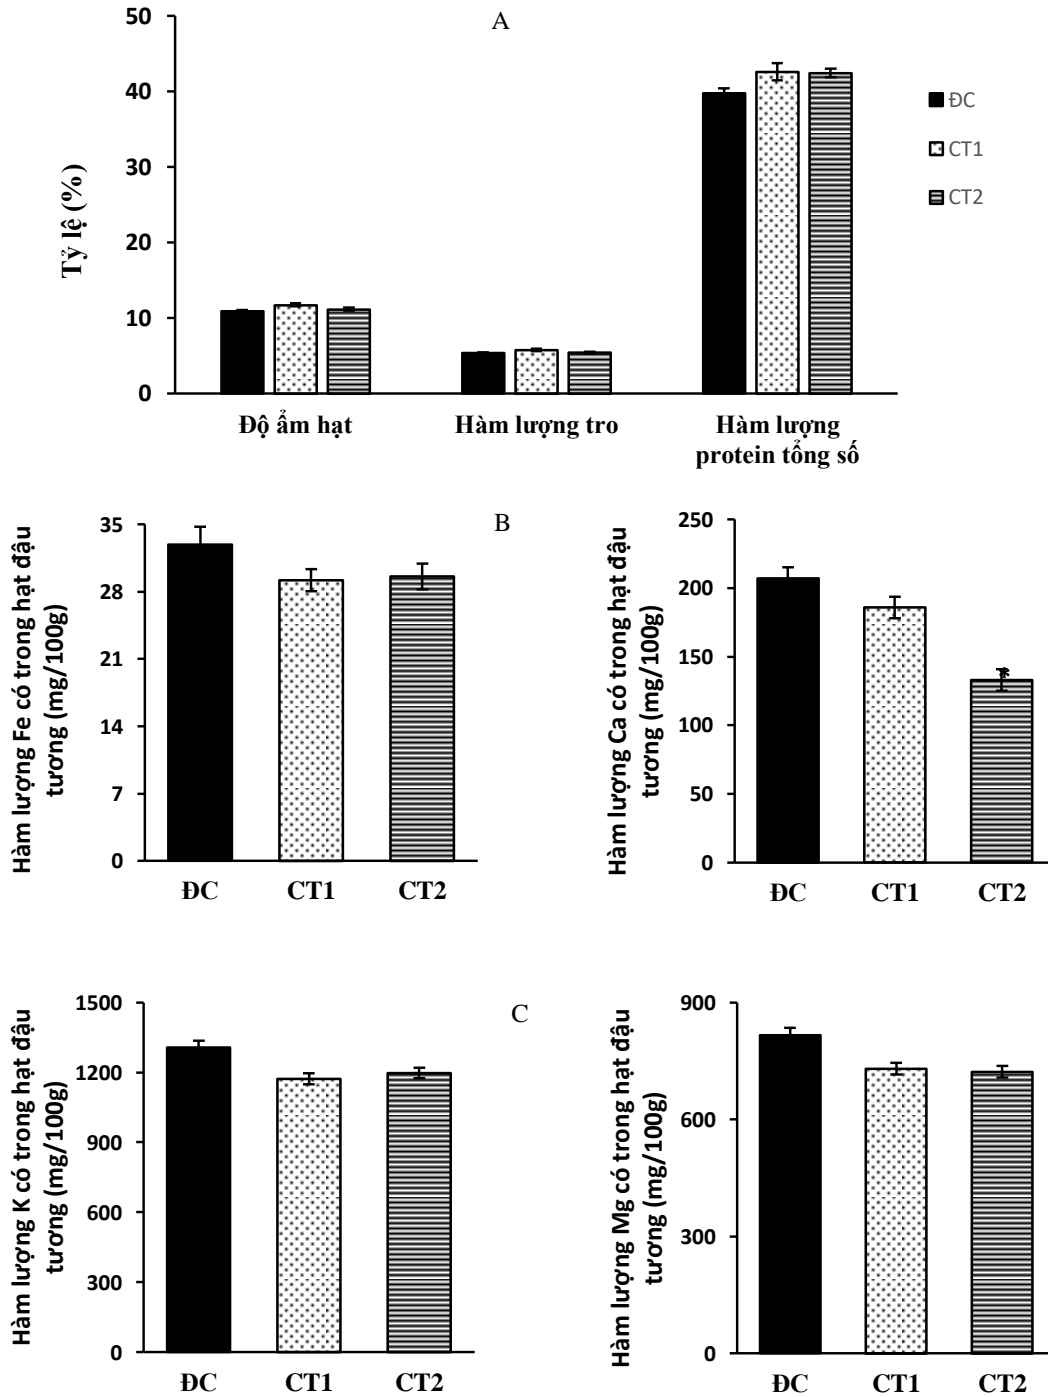 A
50
40
30
20
10
0
Tỷ lệ (%)
ĐC
CT1
CT2
Độ ẩm hạt
Hàm lượng tro
Hàm lượng
protein tổng số
B
Hàm lượng Fe có trong hạt đậu
tương (mg/100g)
35
28
21
14
7
0
ĐC
CT1
CT2
Hàm lượng Ca có trong hạt đậu
tương (mg/100g)
250
200
150
100
50
0
*
ĐC
CT1
CT2
C
Hàm lượng K có trong hạt đậu
tương (mg/100g)
1500
1200
900
600
300
0
ĐC
CT1
CT2
Hàm lượng Mg có trong hạt đậu
tương (mg/100g)
900
600
300
0
ĐC
CT1
CT2